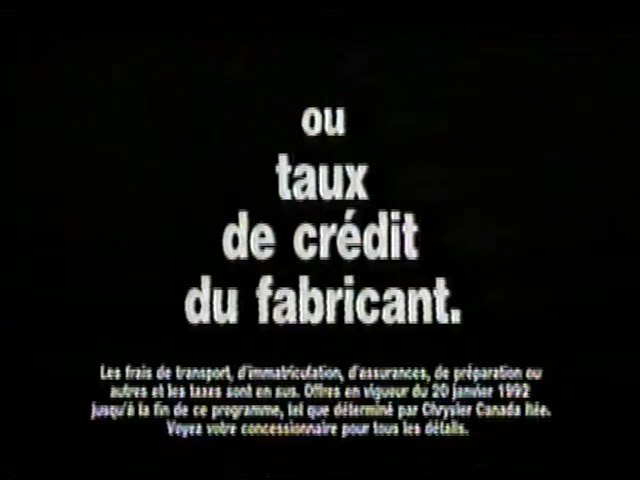 ou
taux
de crédit
du fabricant.
Les frais de transport, d'immatriculation, d'assurances, de préparation ou
autres et les taxes sont en sus. Offres en vigueur du 20 janvier 1992
jusqu'à la fin de ce programme, tel que déterminé par Chrysler Canada ltée.
Voyez votre concessionnaire pour tous les détails.